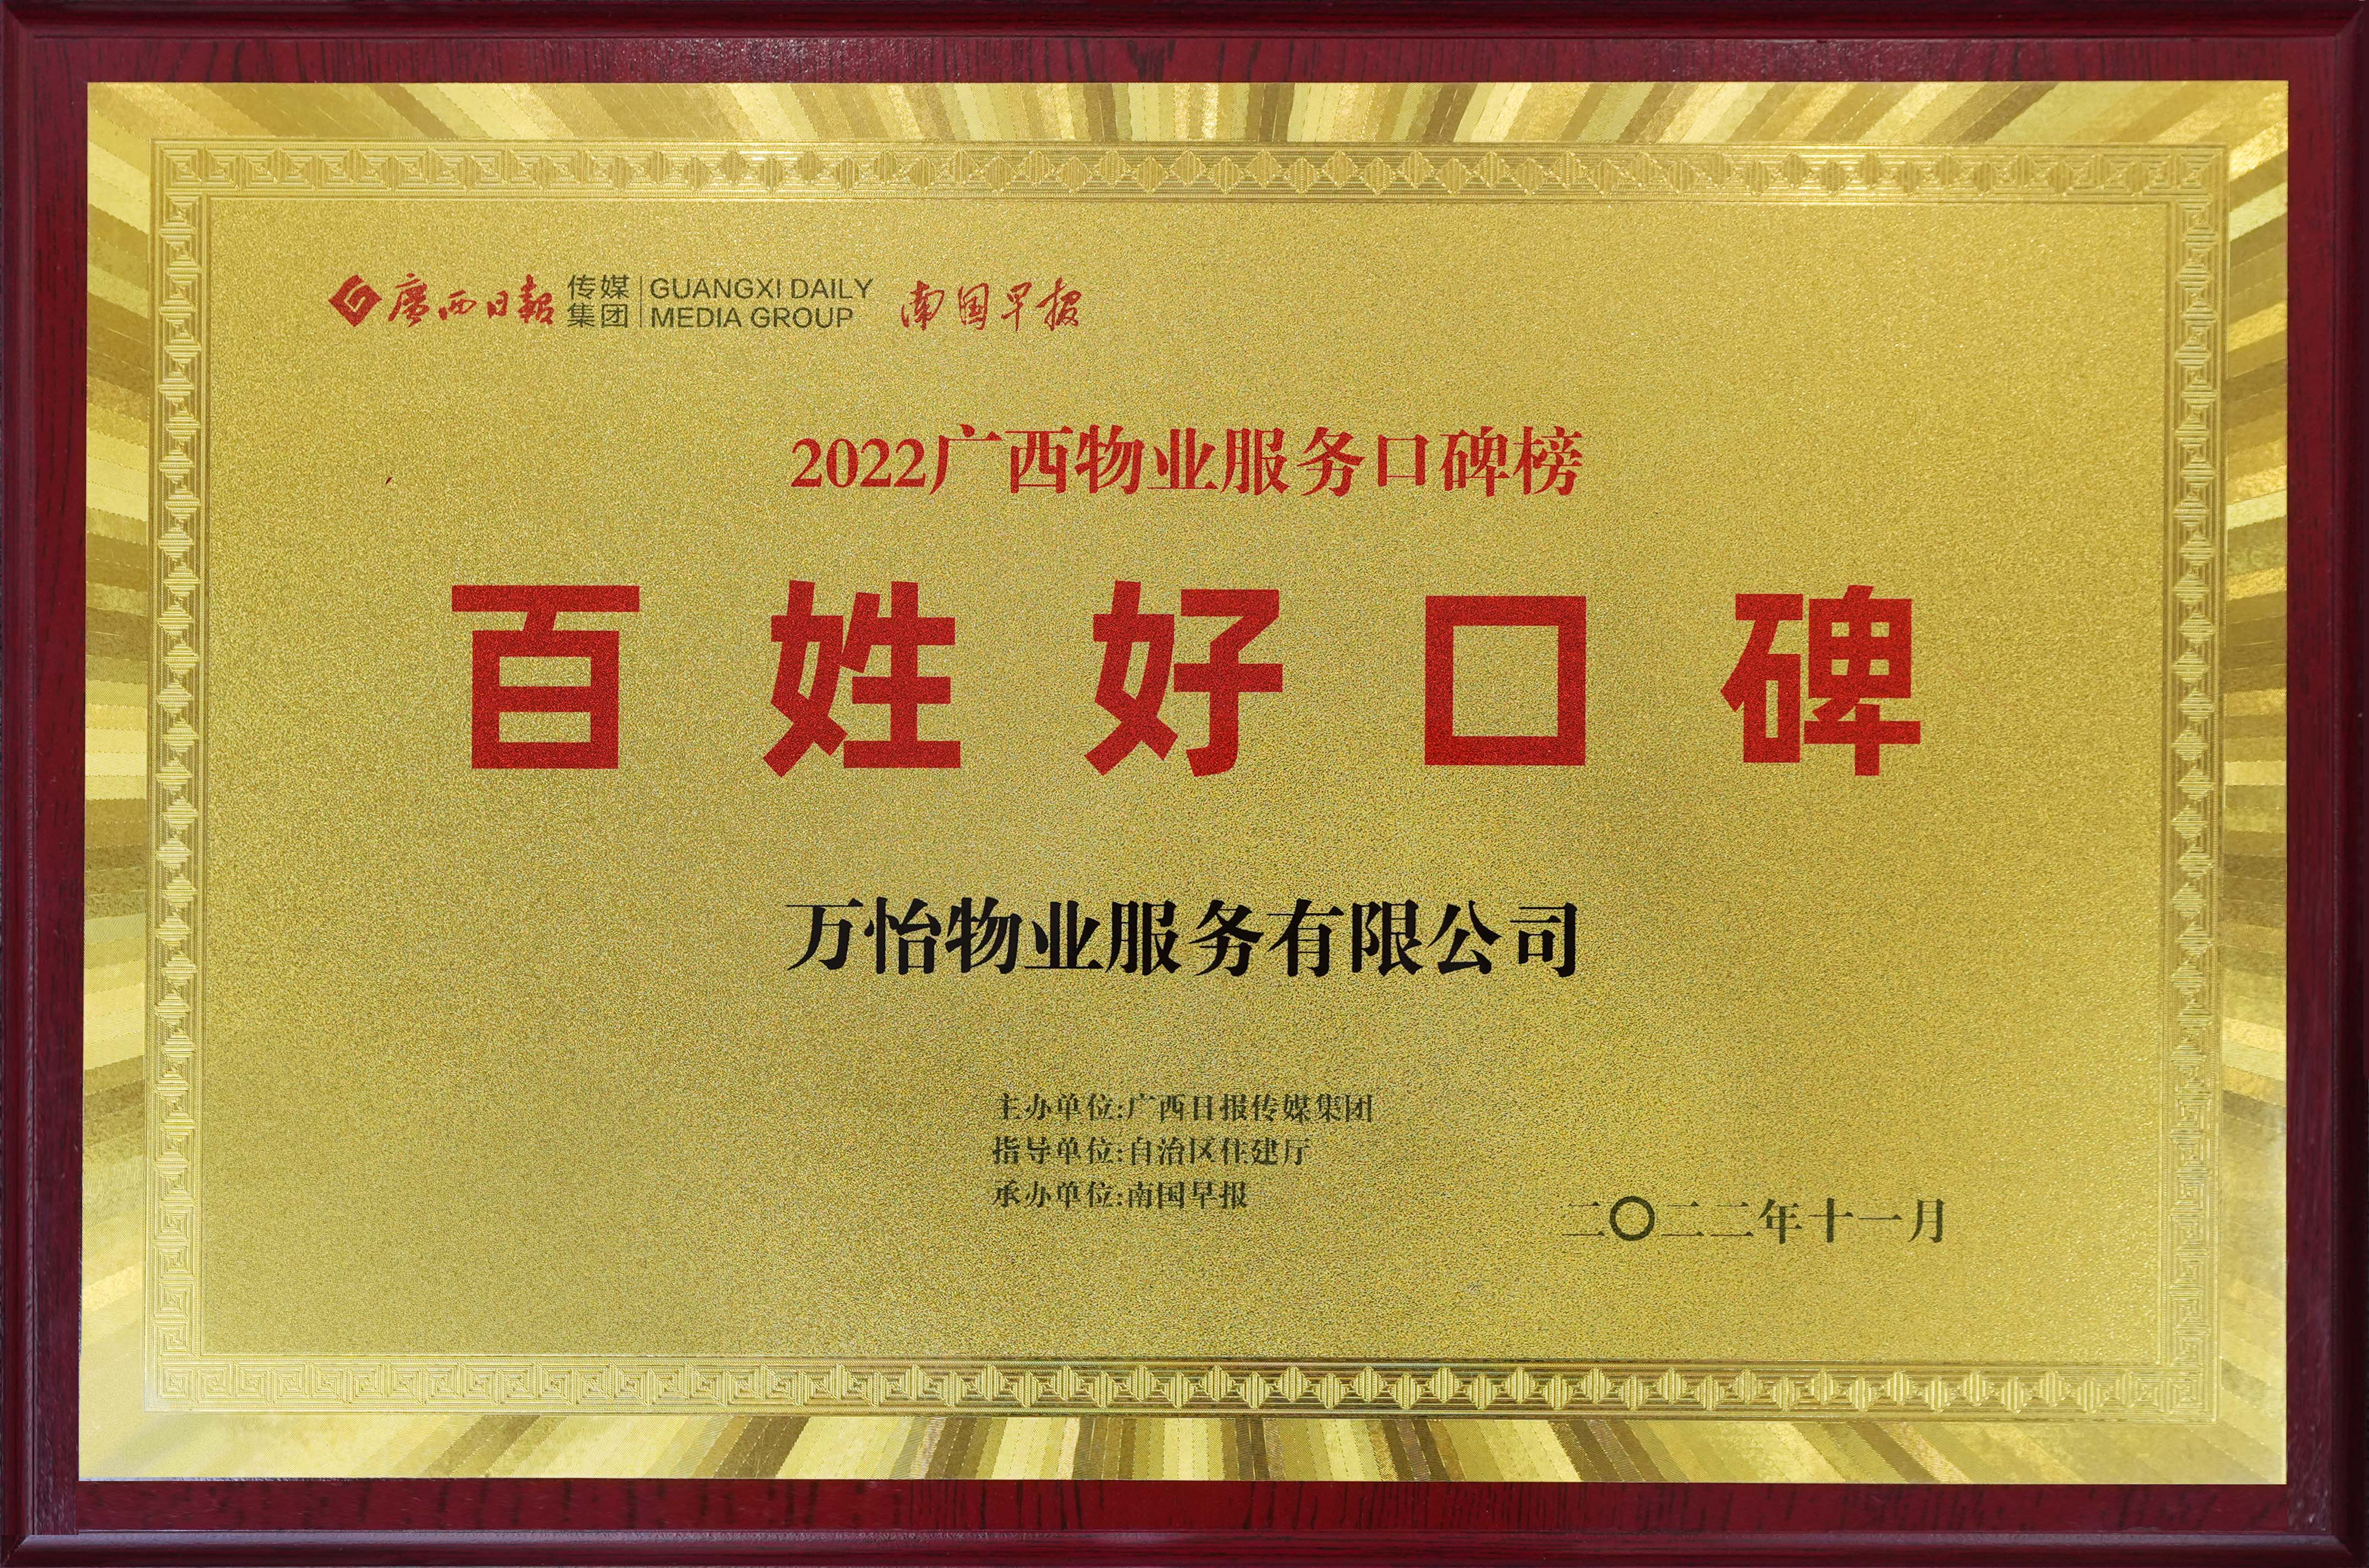 廣西日報 传媒集团 GUANGXI DAILY MEDIA GROUP 南国早报
2022广西物业服务口碑榜
百姓好口碑
万怡物业服务有限公司
主办单位:广西日报传媒集团
指导单位:自治区住建厅
承办单位:南国早报
二〇二二年十一月